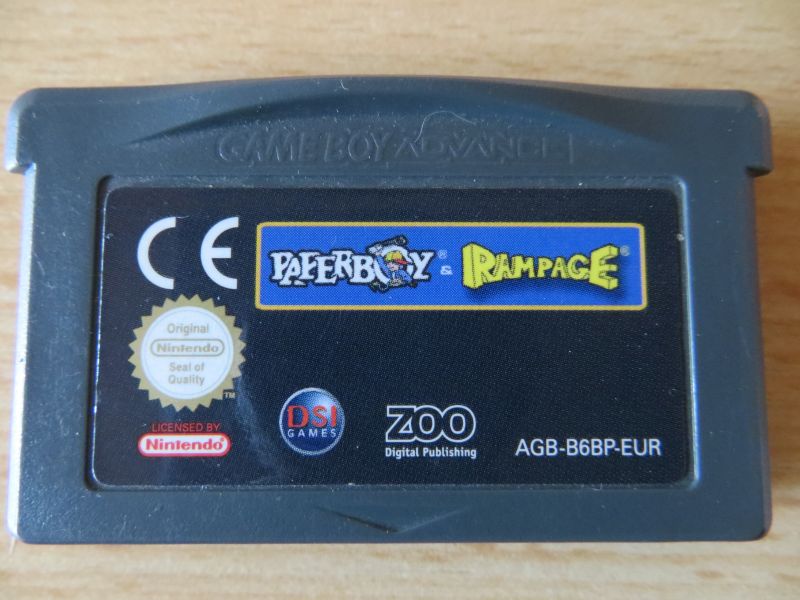 GAME BOY ADVANCE
CE
PAPERBOY® & RAMPAGE®
Original
Nintendo
Seal of
Quality
TM
LICENSED BY
Nintendo®
DSI
GAMES
ZOO
Digital Publishing
AGB-B6BP-EUR